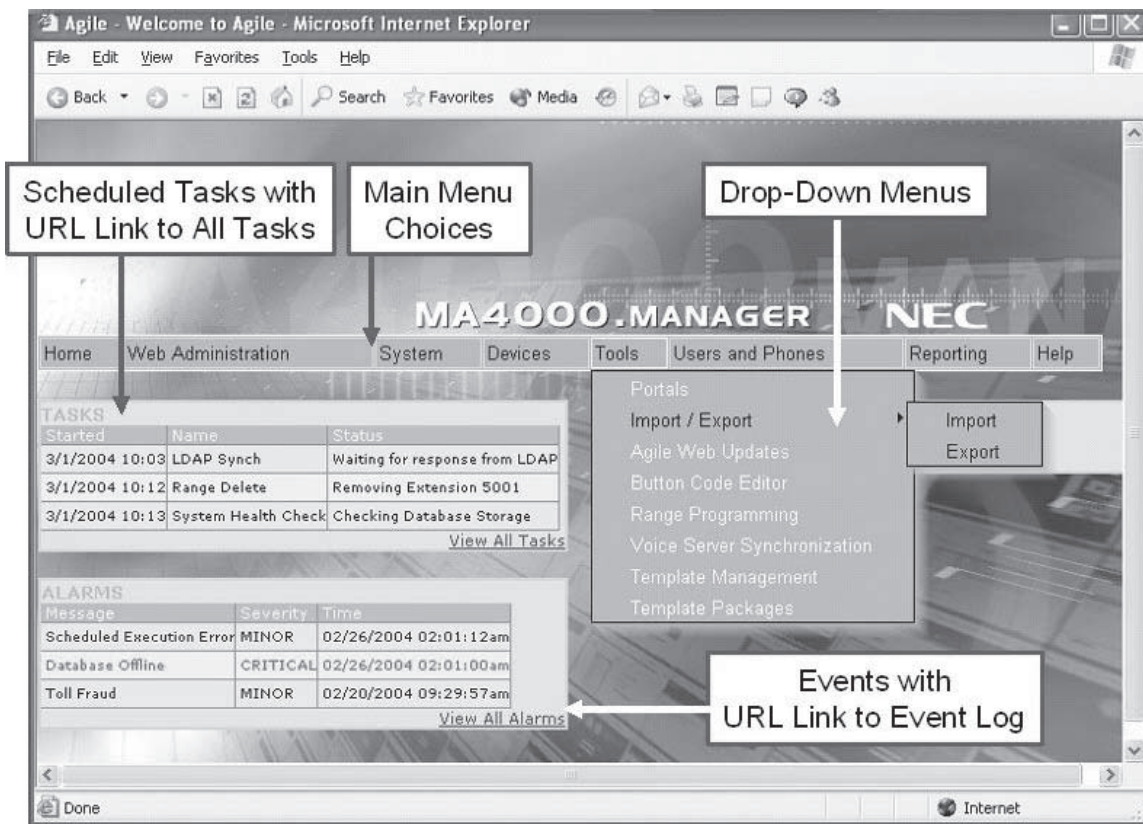 Agile - Welcome to Agile - Microsoft Internet Explorer
File Edit View Favorites Tools Help
Back Search Favorites Media
Scheduled Tasks with
URL Link to All Tasks
Main Menu
Choices
Drop-Down Menus
MA4000.MANAGER NEC
Home Web Administration System Devices Tools Users and Phones Reporting Help
Portals
Import / Export
Import
Export
Agile Web Updates
Button Code Editor
Range Programming
Voice Server Synchronization
Template Management
Template Packages
TASKS
Started Name Status
3/1/2004 10:03 LDAP Synch Waiting for response from LDAP
3/1/2004 10:12 Range Delete Removing Extension 5001
3/1/2004 10:13 System Health Check Checking Database Storage
View All Tasks
ALARMS
Message Severity Time
Scheduled Execution Error MINOR 02/26/2004 02:01:12am
Database Offline CRITICAL 02/26/2004 02:01:00am
Toll Fraud MINOR 02/20/2004 09:29:57am
View All Alarms
Events with
URL Link to Event Log
Done Internet